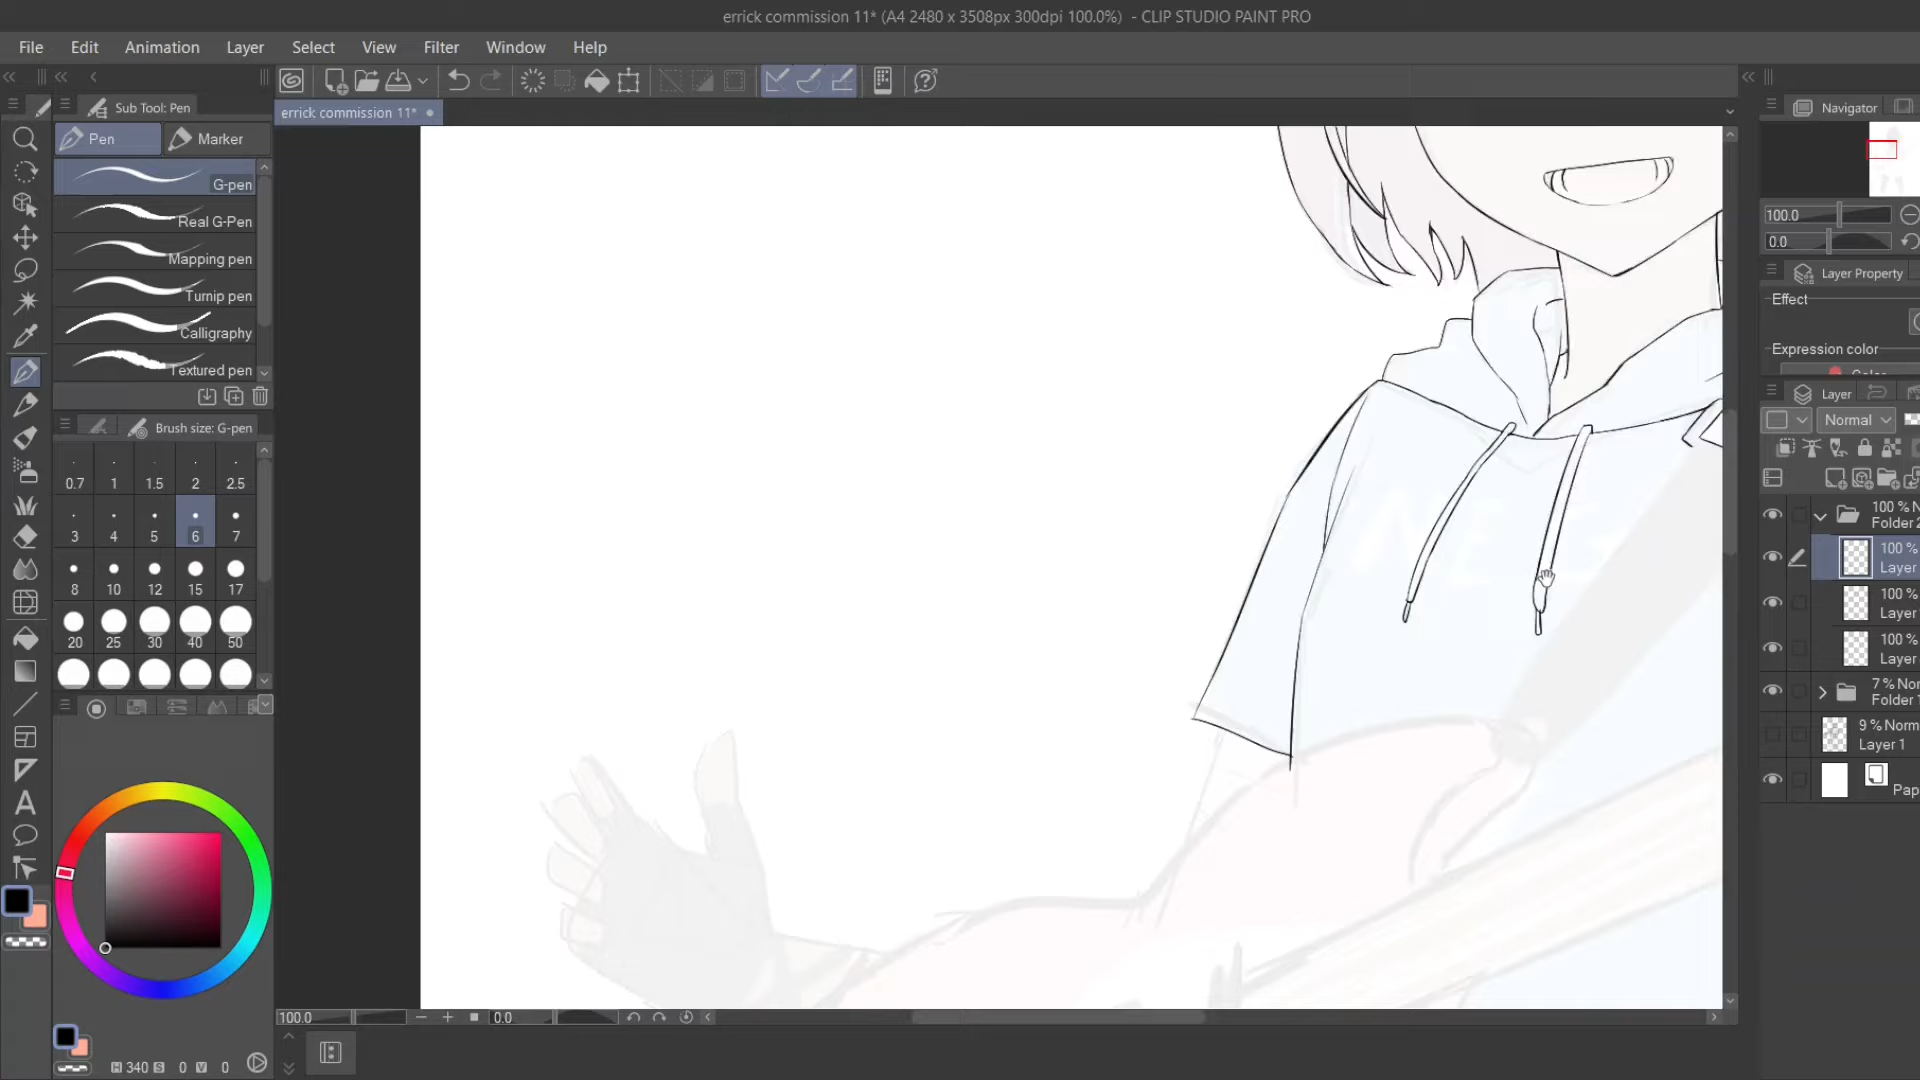 errick commission 11* (A4 2480 x 3508px 300dpi 100.0%) - CLIP STUDIO PAINT PRO
File Edit Animation Layer Select View Filter Window Help
Sub Tool: Pen
errick commission 11*
Navigator
Pen Marker
G-pen
Real G-Pen
Mapping pen
Turnip pen
Calligraphy
Textured pen
100.0
0.0
Layer Property
Effect
Expression color
Layer
Normal
Brush size: G-pen
0.7 1 1.5 2 2.5
3 4 5 6 7
8 10 12 15 17
20 25 30 40 50
100 % N
Folder 2
100 %
Layer
100 %
Layer
100 %
Layer
7 % Nor
Folder 1
9 % Norm
Layer 1
Pap
100.0 0.0
H 340 S 0 V 0